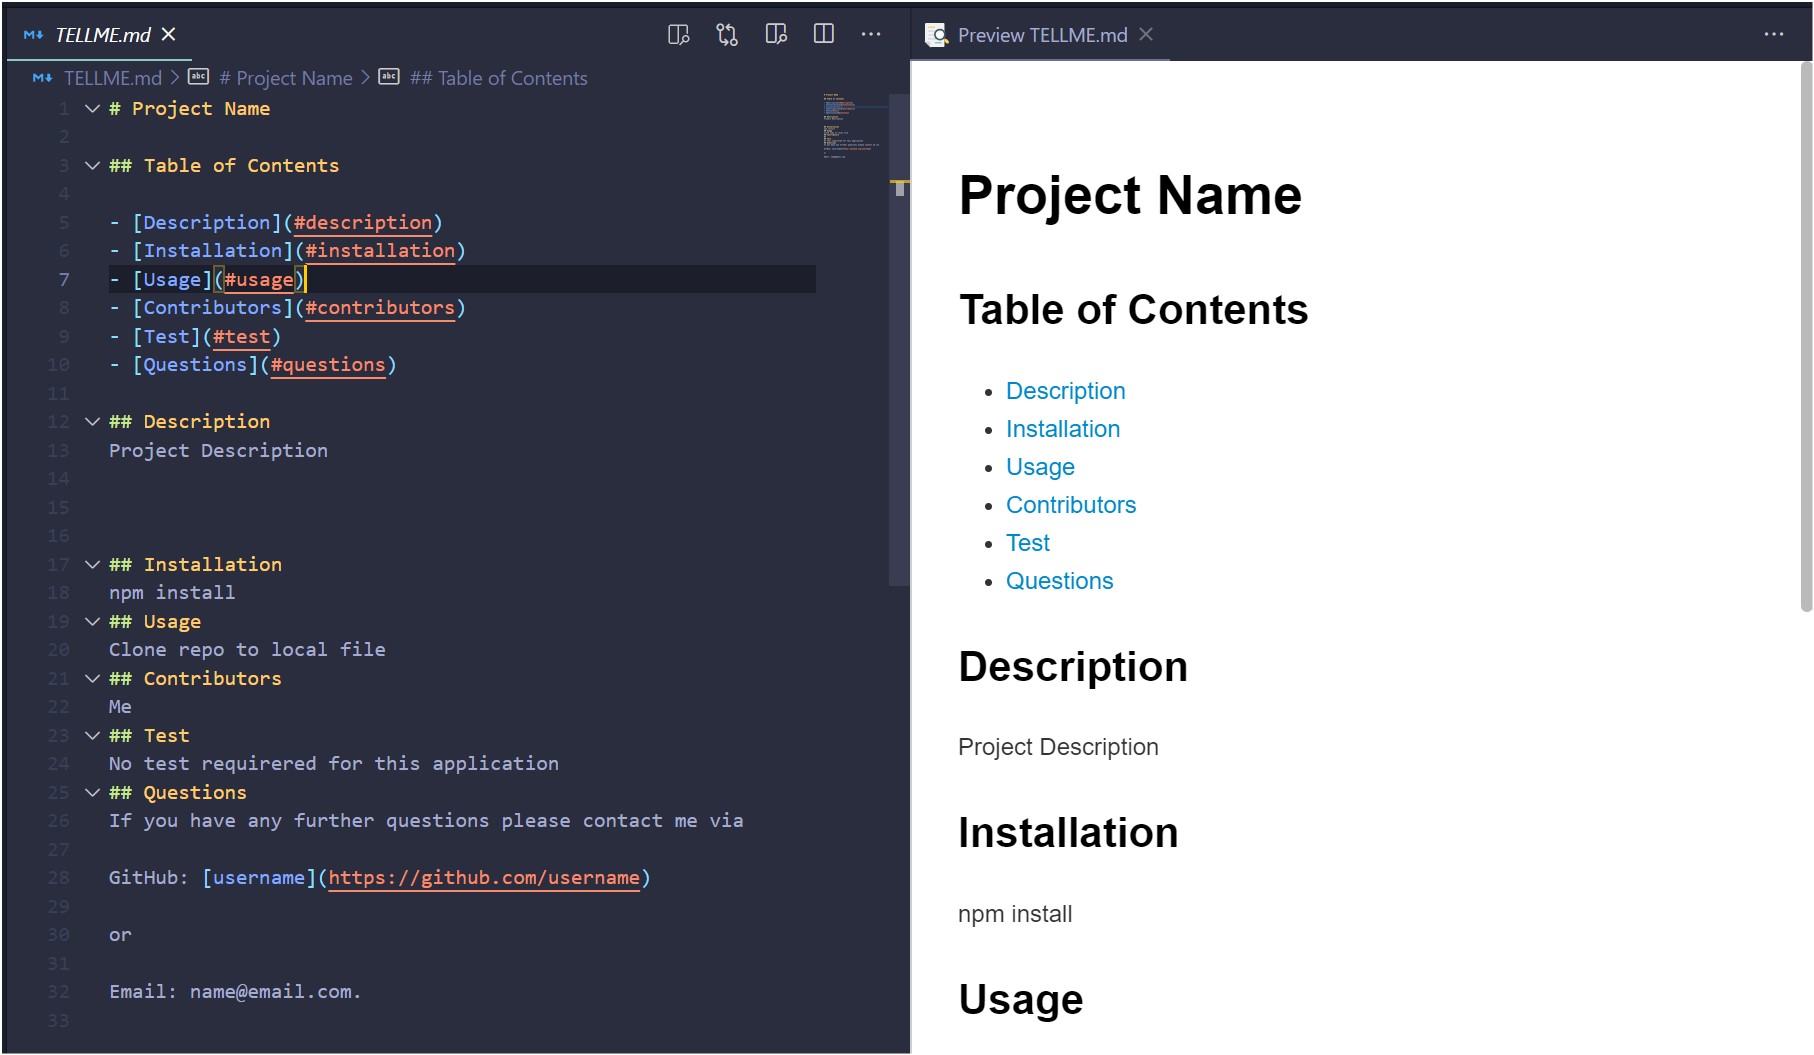 TELLME.md
TELLME.md > # Project Name > ## Table of Contents
1 # Project Name
2
3 ## Table of Contents
4
5 - [Description](#description)
6 - [Installation](#installation)
7 - [Usage](#usage)
8 - [Contributors](#contributors)
9 - [Test](#test)
10 - [Questions](#questions)
11
12 ## Description
13 Project Description
14
15
16
17 ## Installation
18 npm install
19 ## Usage
20 Clone repo to local file
21 ## Contributors
22 Me
23 ## Test
24 No test requirered for this application
25 ## Questions
26 If you have any further questions please contact me via
27
28 GitHub: [username](https://github.com/username)
29
30 or
31
32 Email: name@email.com.
33
Preview TELLME.md
Project Name
Table of Contents
• Description
• Installation
• Usage
• Contributors
• Test
• Questions
Description
Project Description
Installation
npm install
Usage